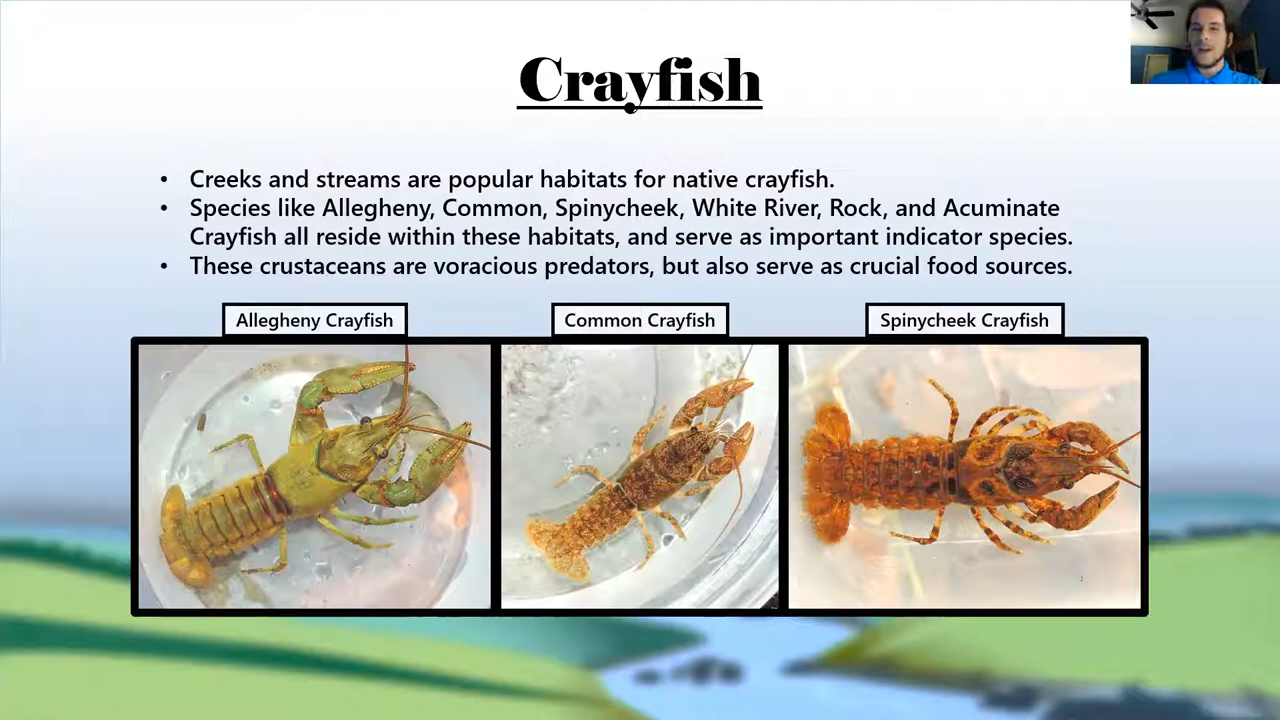 Crayfish
• Creeks and streams are popular habitats for native crayfish.
• Species like Allegheny, Common, Spinycheek, White River, Rock, and Acuminate
Crayfish all reside within these habitats, and serve as important indicator species.
• These crustaceans are voracious predators, but also serve as crucial food sources.
Allegheny Crayfish
Common Crayfish
Spinycheek Crayfish